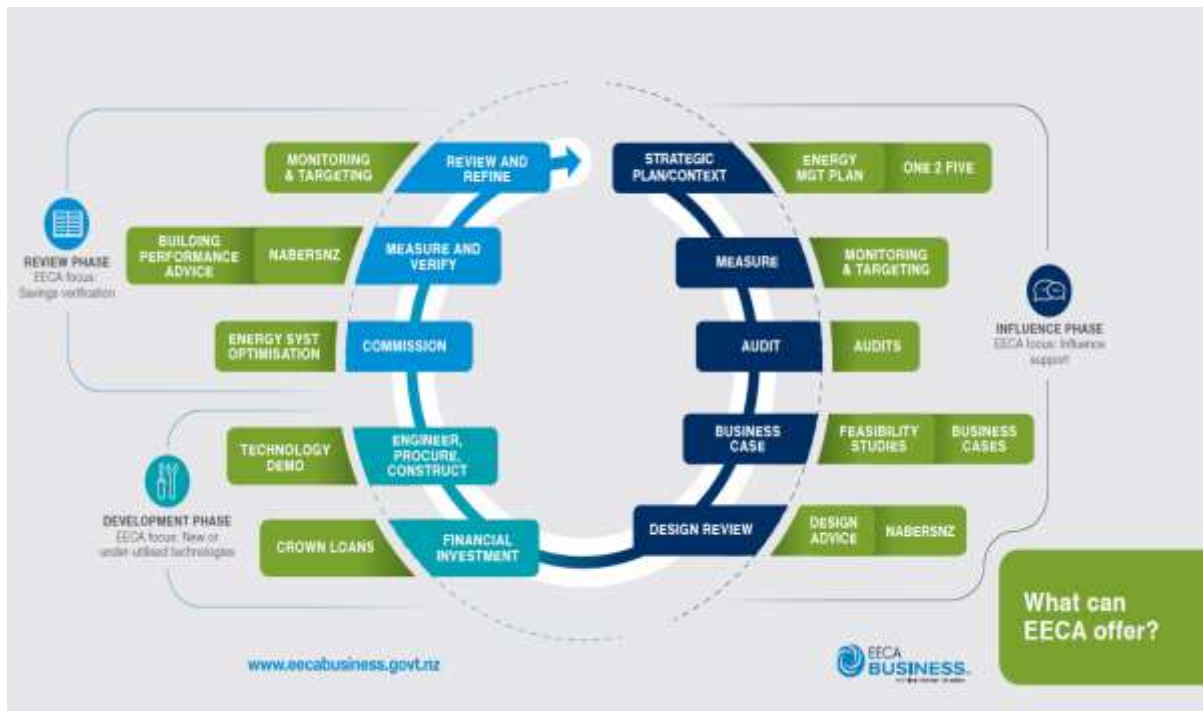 MONITORING
& TARGETING
REVIEW AND
REFINE
STRATEGIC
PLAN/CONTEXT
ENERGY
MGT PLAN
ONE 2 FIVE
BUILDING
PERFORMANCE
ADVICE
NABERSNZ
MEASURE AND
VERIFY
MEASURE
MONITORING
& TARGETING
REVIEW PHASE
EECA focus:
Savings verification
ENERGY SYST
OPTIMISATION
COMMISSION
AUDIT
AUDITS
INFLUENCE PHASE
EECA focus: Influence
support
TECHNOLOGY
DEMO
ENGINEER,
PROCURE,
CONSTRUCT
BUSINESS
CASE
FEASIBILITY
STUDIES
BUSINESS
CASES
DEVELOPMENT PHASE
EECA focus: New or
under utilised technologies
CROWN LOANS
FINANCIAL
INVESTMENT
DESIGN REVIEW
DESIGN
ADVICE
NABERSNZ
What can
EECA offer?
www.eecabusiness.govt.nz
EECA
BUSINESS